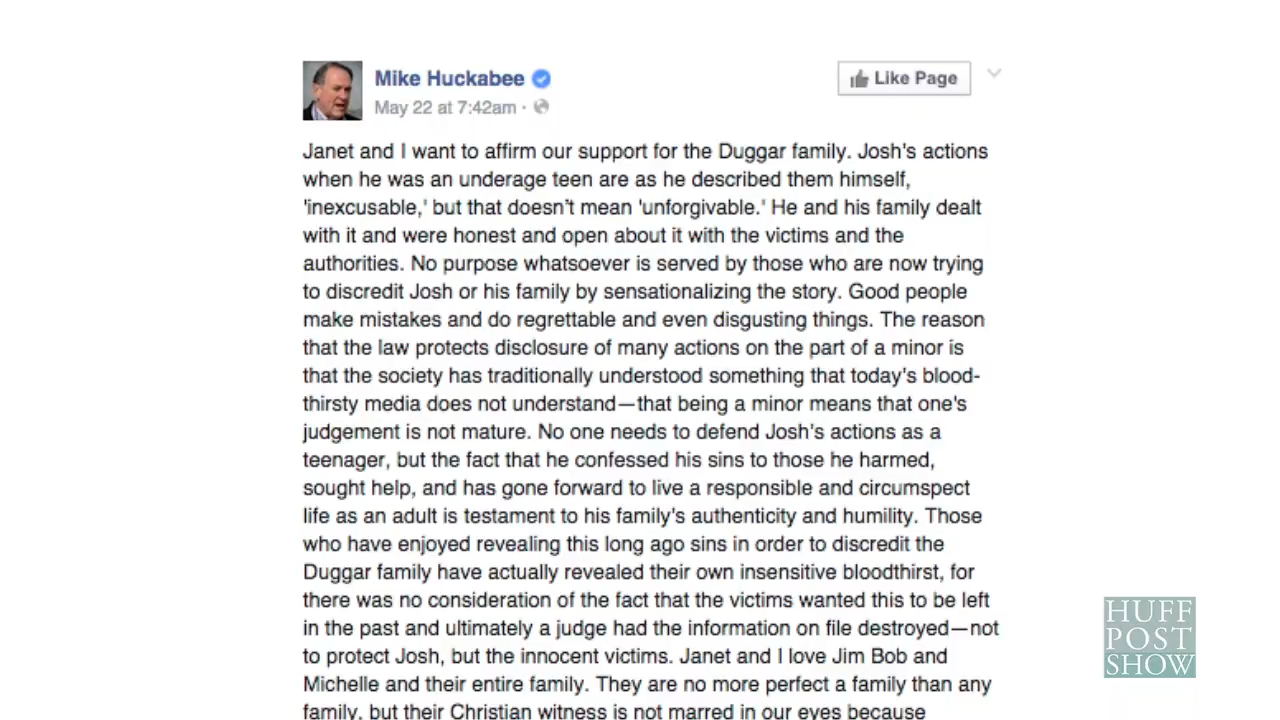 Mike Huckabee
Like Page
May 22 at 7:42am ·
Janet and I want to affirm our support for the Duggar family. Josh's actions
when he was an underage teen are as he described them himself,
'inexcusable,' but that doesn't mean 'unforgivable.' He and his family dealt
with it and were honest and open about it with the victims and the
authorities. No purpose whatsoever is served by those who are now trying
to discredit Josh or his family by sensationalizing the story. Good people
make mistakes and do regrettable and even disgusting things. The reason
that the law protects disclosure of many actions on the part of a minor is
that the society has traditionally understood something that today's blood-
thirsty media does not understand—that being a minor means that one's
judgement is not mature. No one needs to defend Josh's actions as a
teenager, but the fact that he confessed his sins to those he harmed,
sought help, and has gone forward to live a responsible and circumspect
life as an adult is testament to his family's authenticity and humility. Those
who have enjoyed revealing this long ago sins in order to discredit the
Duggar family have actually revealed their own insensitive bloodthirst, for
there was no consideration of the fact that the victims wanted this to be left
in the past and ultimately a judge had the information on file destroyed—not
to protect Josh, but the innocent victims. Janet and I love Jim Bob and
Michelle and their entire family. They are no more perfect a family than any
family, but their Christian witness is not marred in our eyes because
HUFF
POST
SHOW